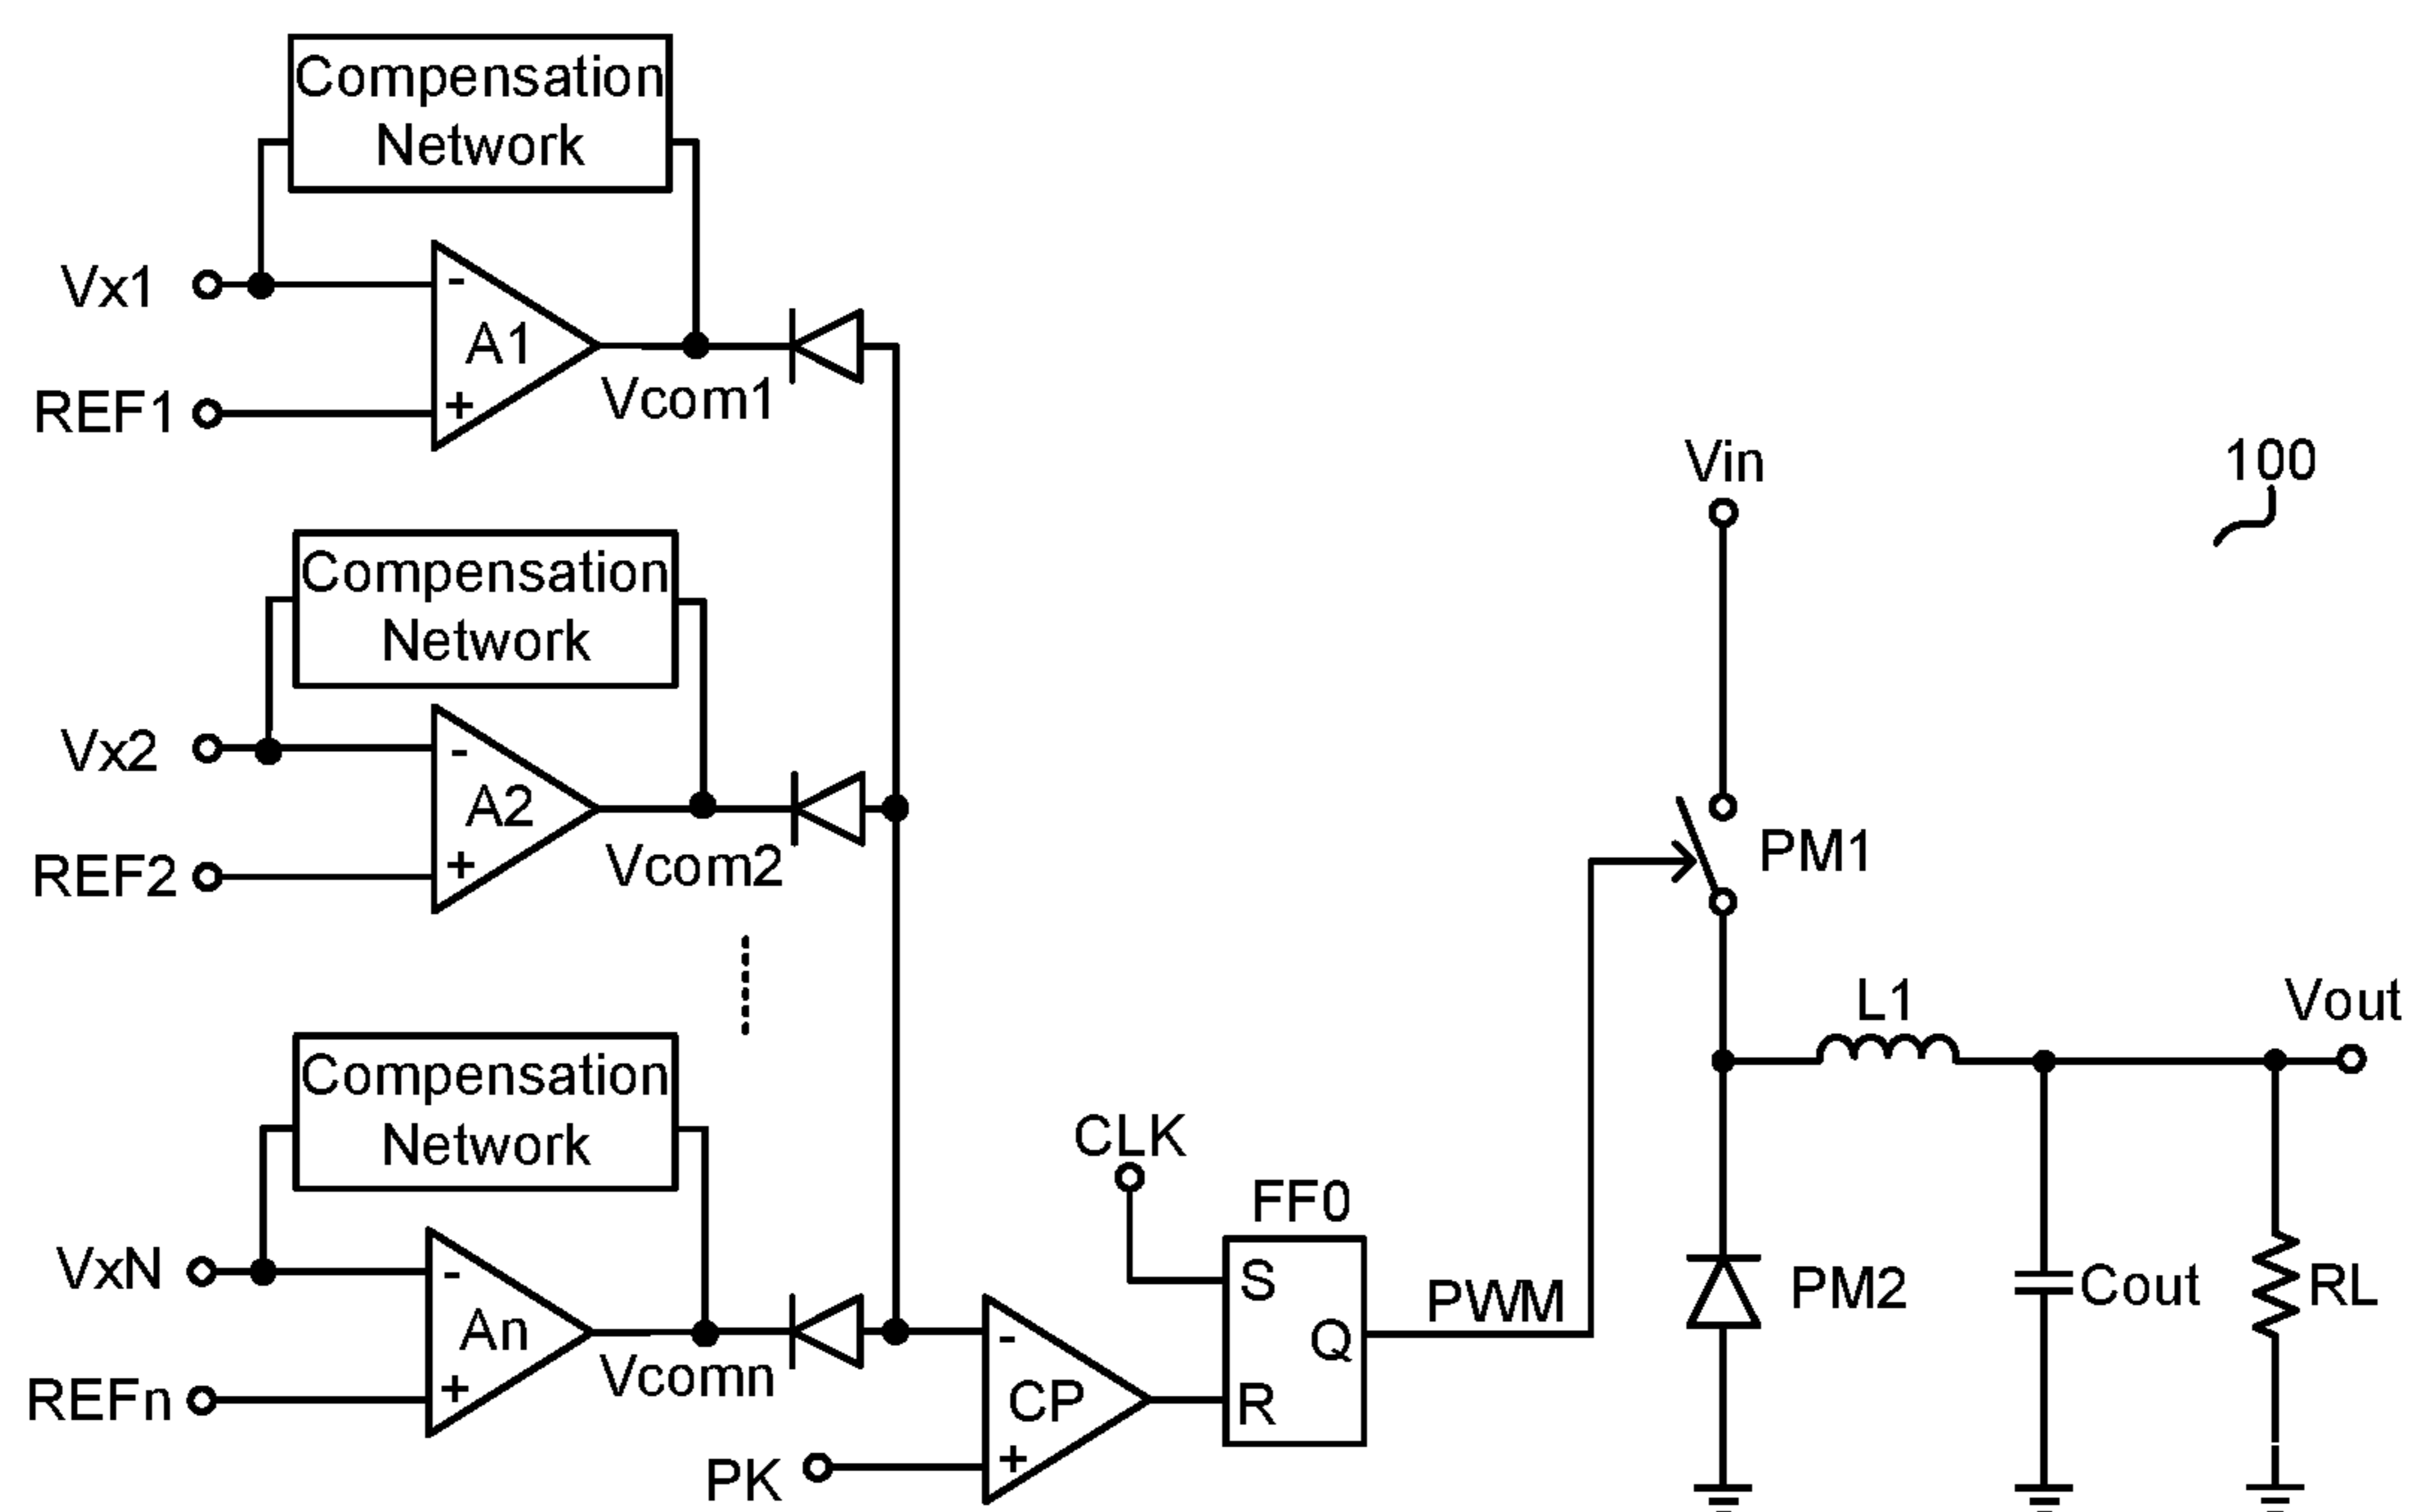 Compensation
Network
Vx1
-
A1
REF1
+
Vcom1
Vin
100
Compensation
Network
Vx2
-
A2
REF2
+
Vcom2
PM1
L1
Vout
Compensation
Network
CLK
FF0
VxN
-
An
REFn
+
Vcomn
-
CP
+
PK
S
Q
R
PWM
PM2
Cout
RL